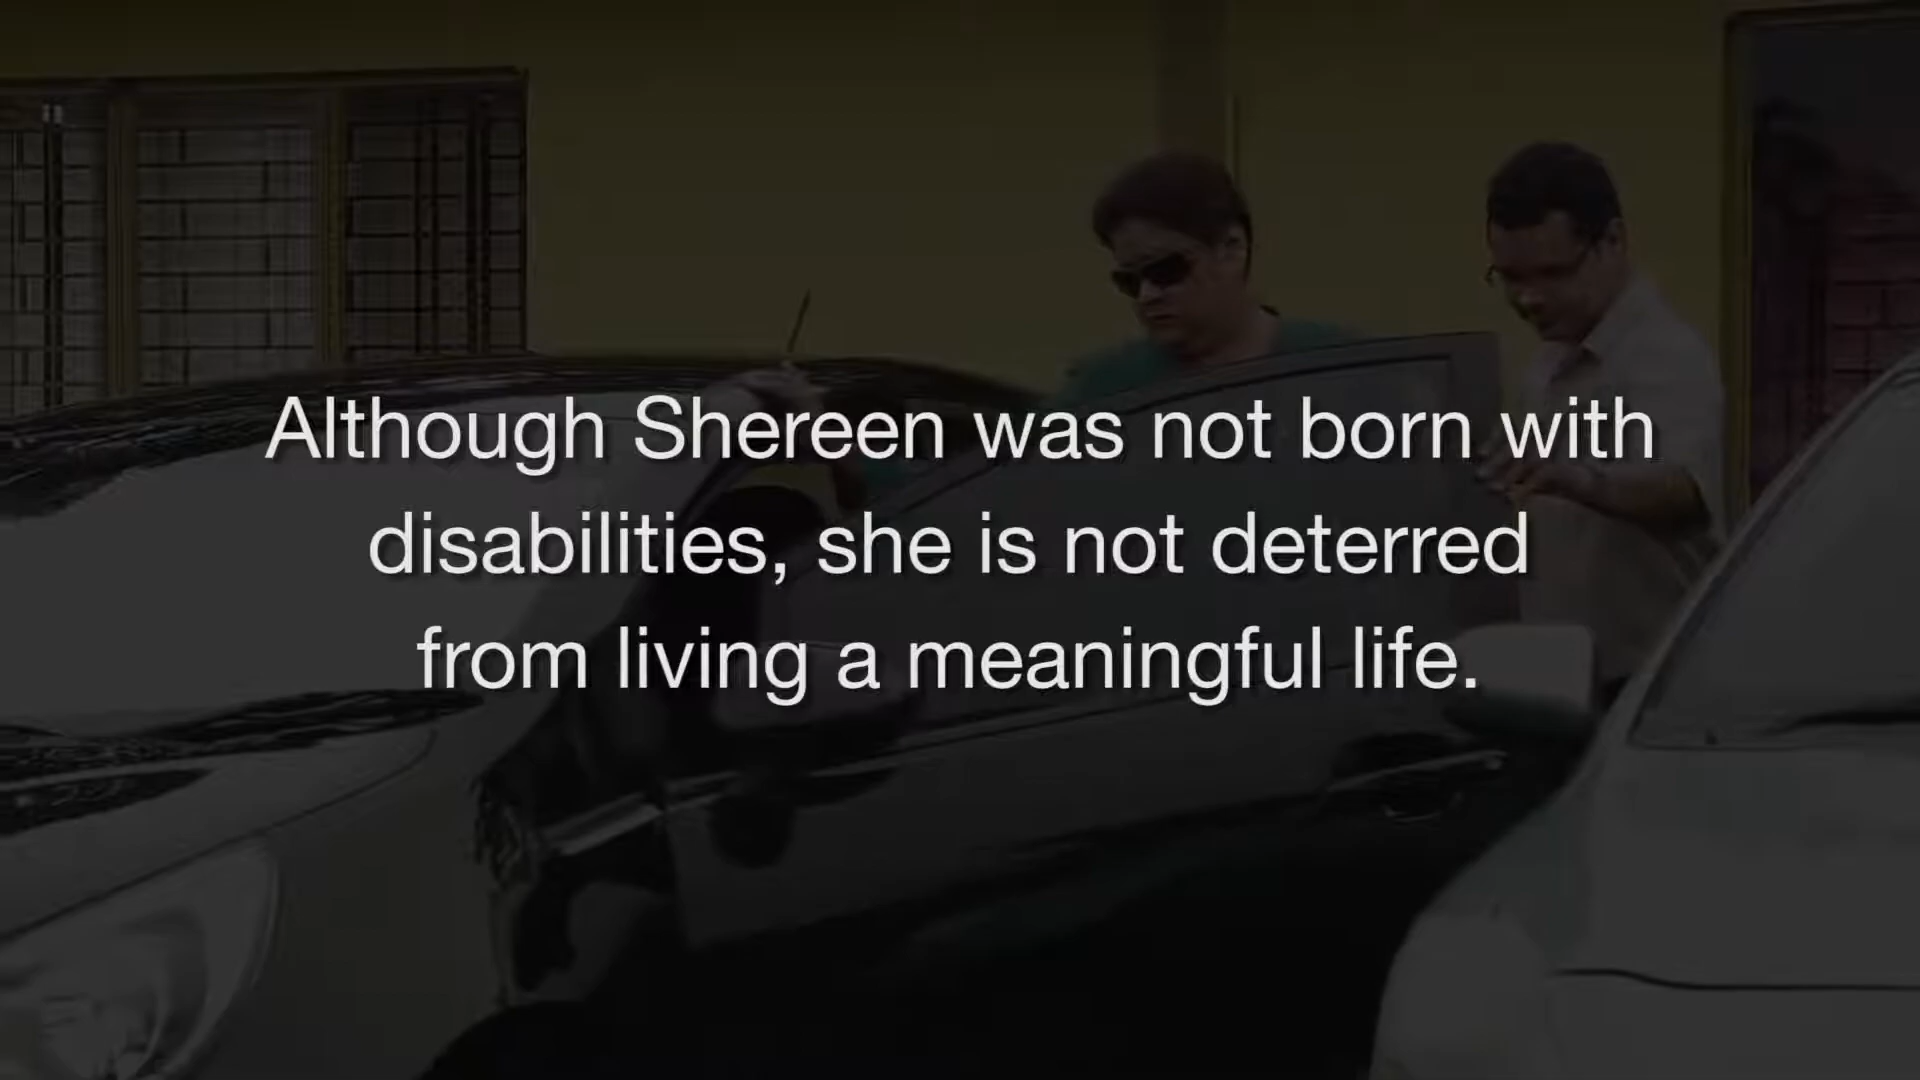 Although Shereen was not born with
disabilities, she is not deterred
from living a meaningful life.